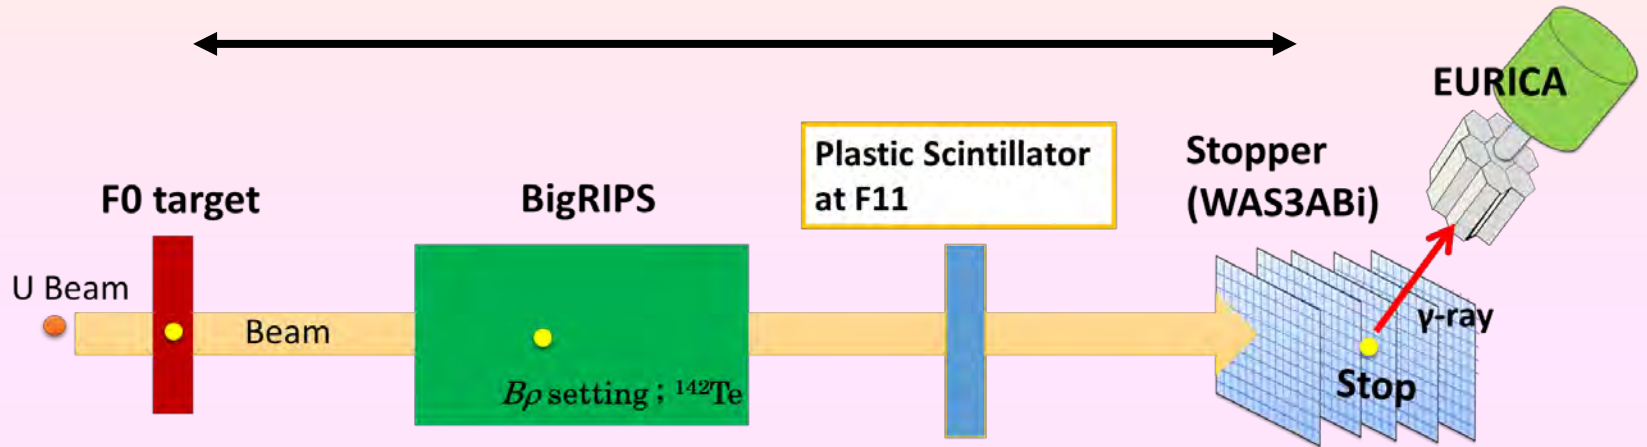 EURICA
Plastic Scintillator
at F11
Stopper
(WAS3ABi)
F0 target
BigRIPS
U Beam
Beam
γ-ray
Bρ setting ; ¹⁴²Te
Stop